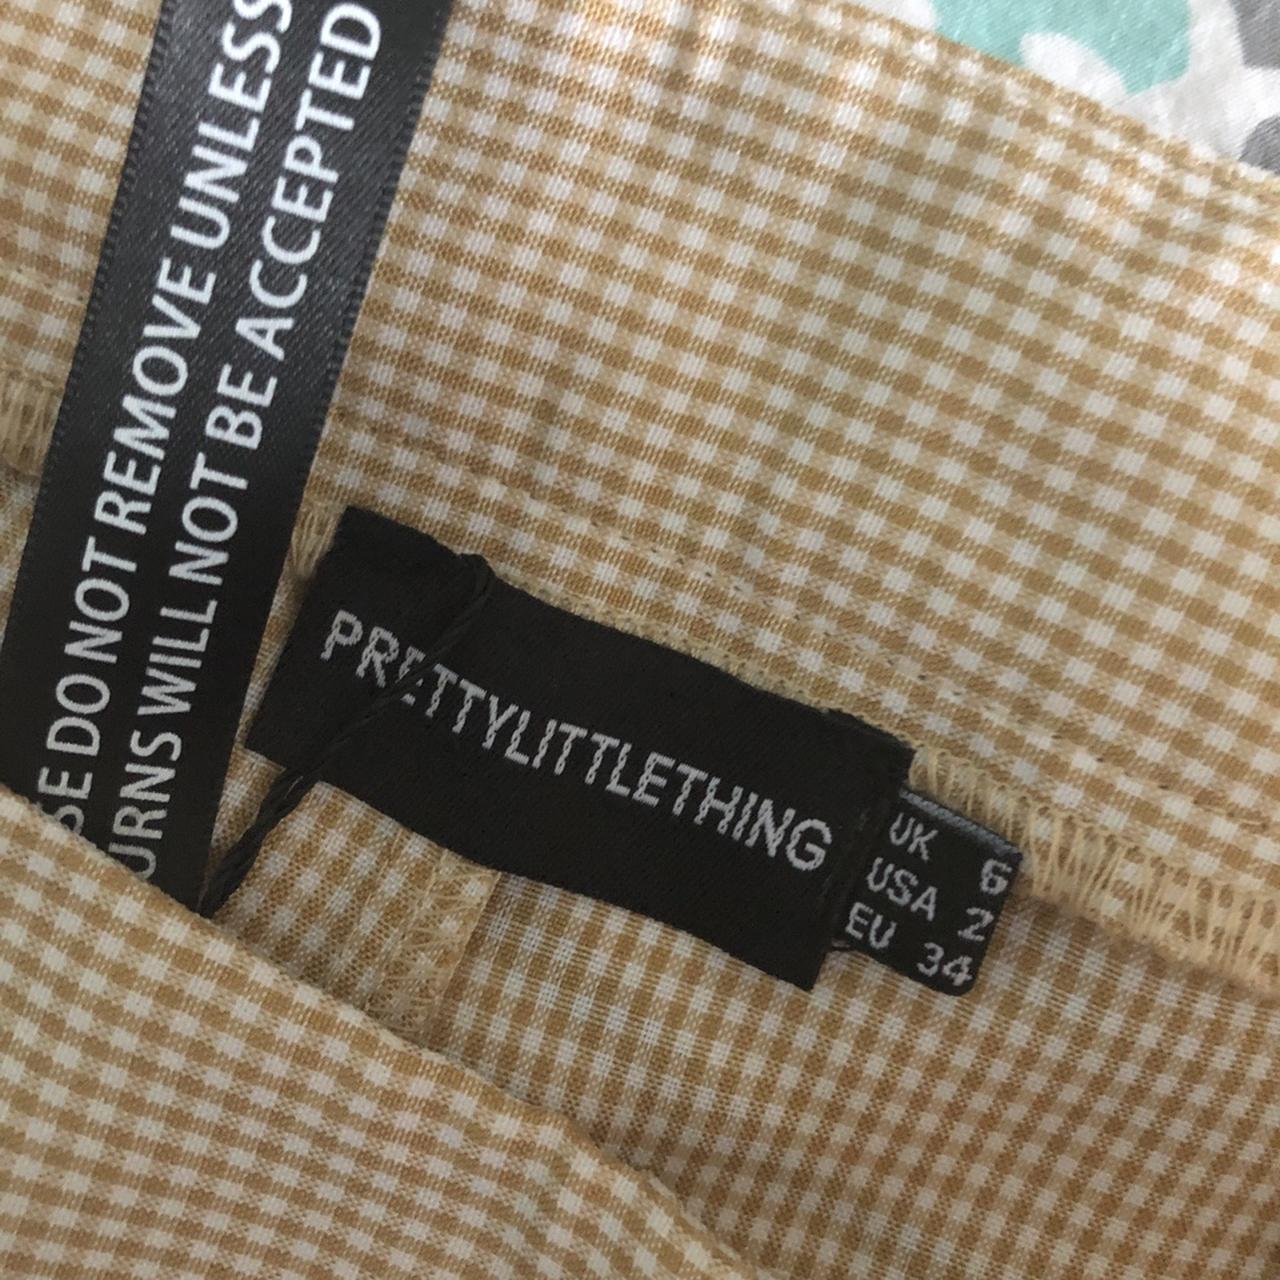 SE DO NOT REMOVE UNLESS
URNS WILL NOT BE ACCEPTED
PRETTYLITTLETHING
UK 6
USA 2
EU 34